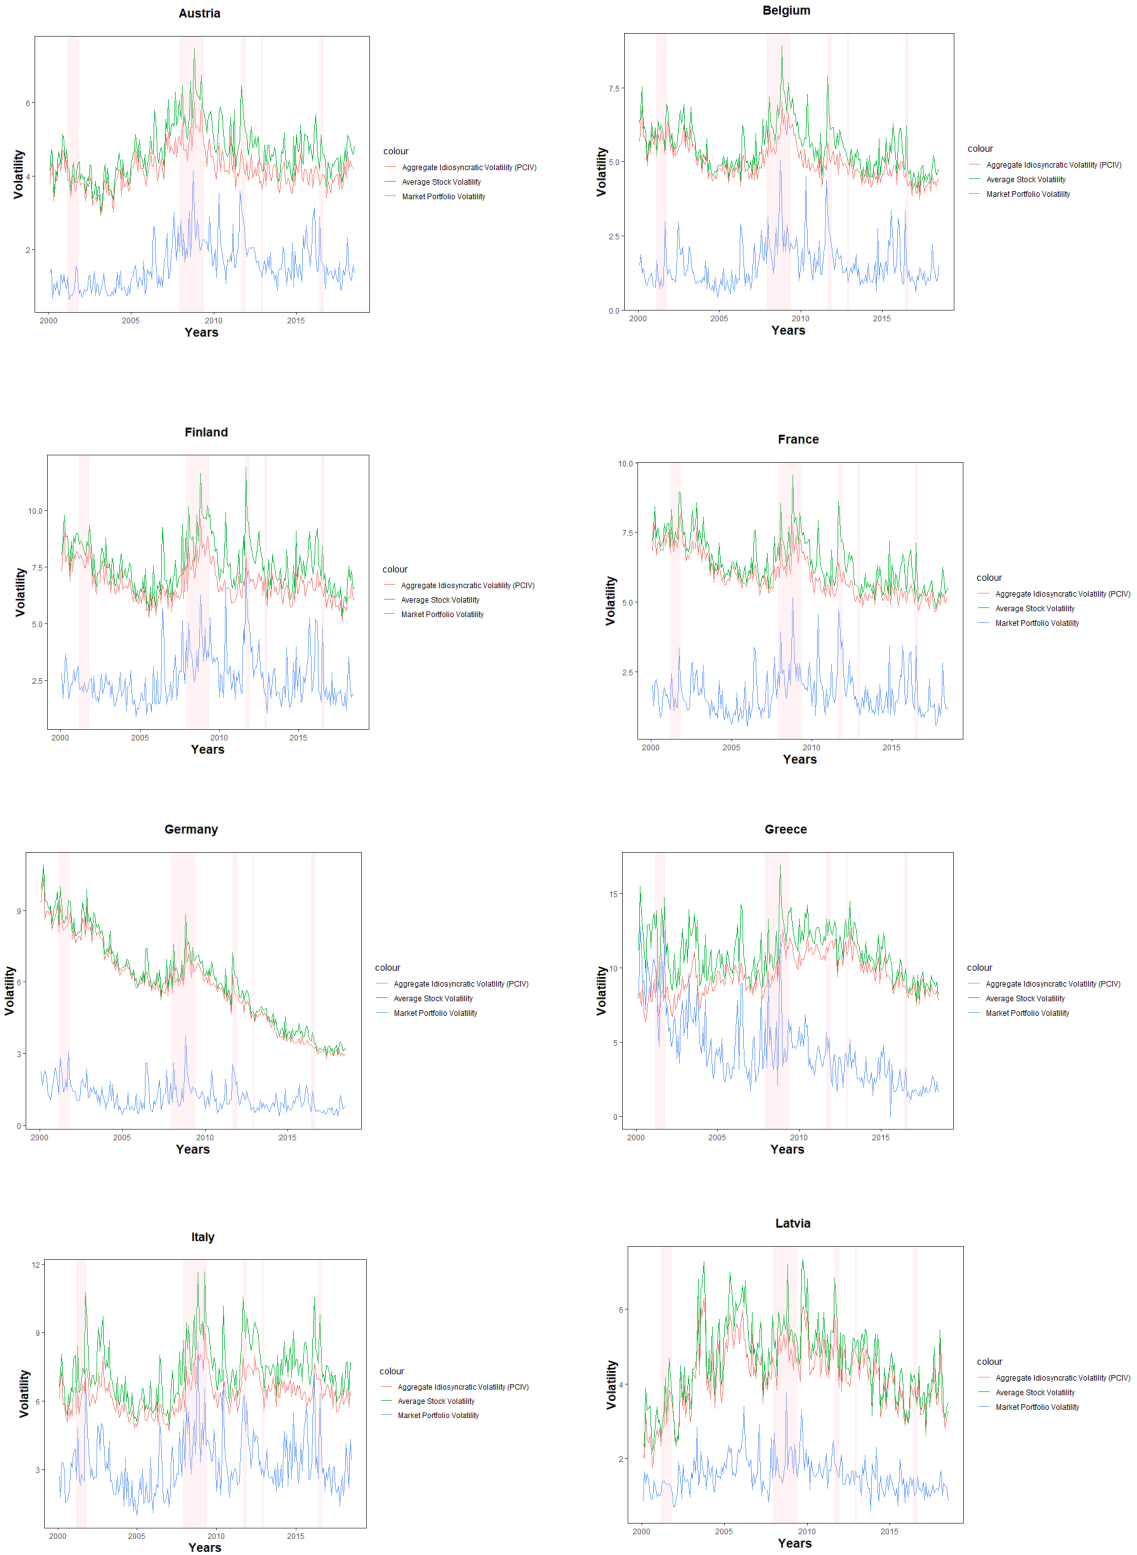 Austria
6
4
2
Volatility
2000
2005
2010
2015
Years
colour
Aggregate Idiosyncratic Volatility (PCIV)
Average Stock Volatility
Market Portfolio Volatility
Belgium
7.5
5.0
2.5
0.0
Volatility
2000
2005
2010
2015
Years
colour
Aggregate Idiosyncratic Volatility (PCIV)
Average Stock Volatility
Market Portfolio Volatility
Finland
10.0
7.5
5.0
2.5
Volatility
2000
2005
2010
2015
Years
colour
Aggregate Idiosyncratic Volatility (PCIV)
Average Stock Volatility
Market Portfolio Volatility
France
10.0
7.5
5.0
2.5
Volatility
2000
2005
2010
2015
Years
colour
Aggregate Idiosyncratic Volatility (PCIV)
Average Stock Volatility
Market Portfolio Volatility
Germany
9
6
3
0
Volatility
2000
2005
2010
2015
Years
colour
Aggregate Idiosyncratic Volatility (PCIV)
Average Stock Volatility
Market Portfolio Volatility
Greece
15
10
5
0
Volatility
2000
2005
2010
2015
Years
colour
Aggregate Idiosyncratic Volatility (PCIV)
Average Stock Volatility
Market Portfolio Volatility
Italy
12
9
6
3
Volatility
2000
2005
2010
2015
Years
colour
Aggregate Idiosyncratic Volatility (PCIV)
Average Stock Volatility
Market Portfolio Volatility
Latvia
6
4
2
Volatility
2000
2005
2010
2015
Years
colour
Aggregate Idiosyncratic Volatility (PCIV)
Average Stock Volatility
Market Portfolio Volatility